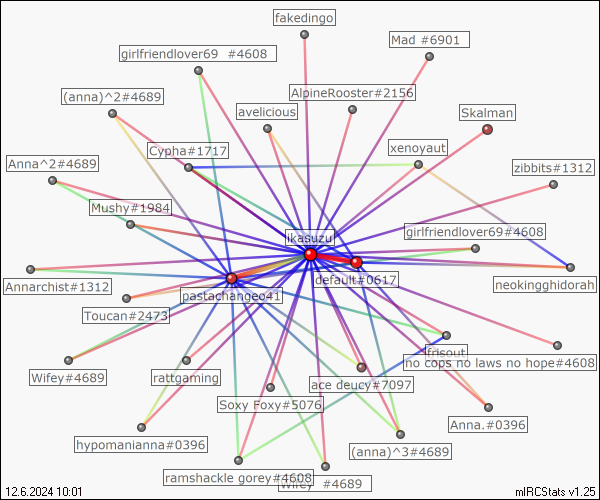 fakedingo
Mad #6901
girlfriendlover69 #4608
(anna)^2#4689
AlpineRooster#2156
avelicious
Skalman
Cypha#1717
xenoyaut
Anna^2#4689
zibbits#1312
Mushy#1984
girlfriendlover69#4608
ikasuzu
default#0617
Annarchist#1312
pastachangeo41
neokingghidorah
Toucan#2473
frisout
no cops no laws no hope#4608
Wifey#4689
rattgaming
ace deucy#7097
Soxy Foxy#5076
Anna.#0396
hypomanianna#0396
(anna)^3#4689
ramshackle gorey#4608
Wifey #4689
12.6.2024 10:01
mIRCStats v1.25